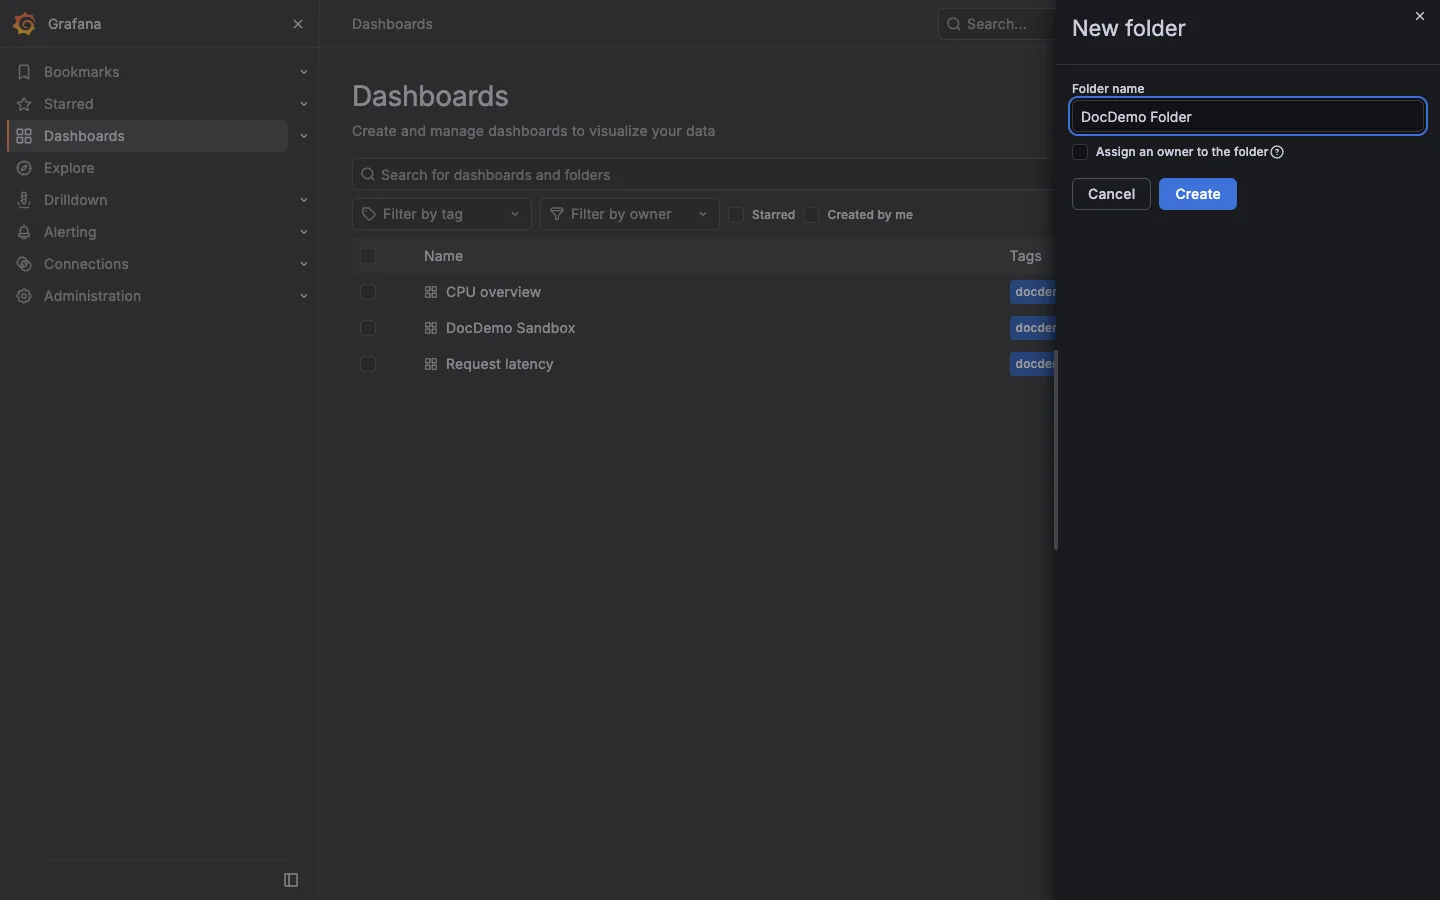 Grafana
Dashboards
Search...
Bookmarks
Starred
Dashboards
Explore
Drilldown
Alerting
Connections
Administration
Dashboards
Create and manage dashboards to visualize your data
Search for dashboards and folders
Filter by tag
Filter by owner
Starred
Created by me
Name
Tags
CPU overview
DocDemo Sandbox
Request latency
New folder
Folder name
DocDemo Folder
Assign an owner to the folder
Cancel
Create